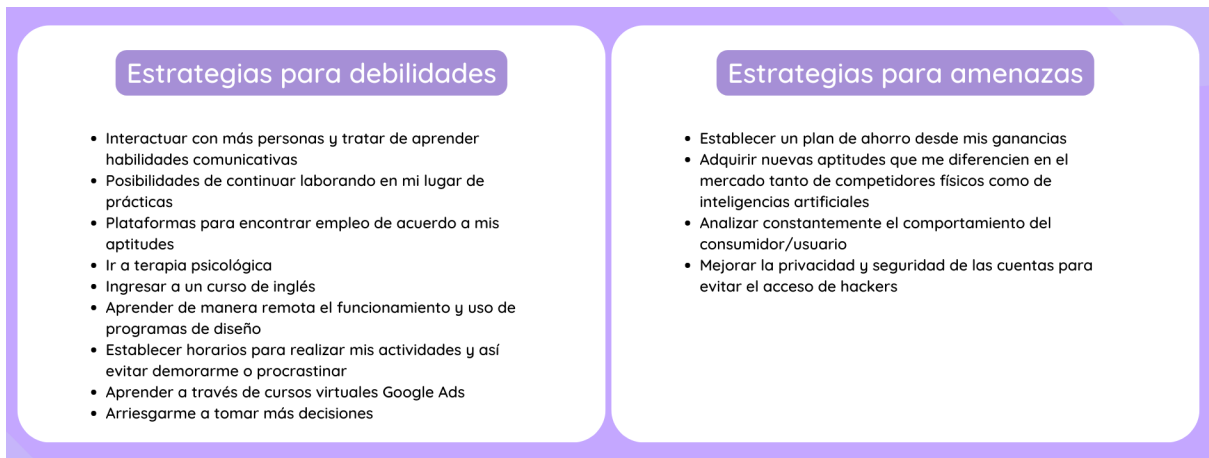 Estrategias para debilidades
• Interactuar con más personas y tratar de aprender
habilidades comunicativas
• Posibilidades de continuar laborando en mi lugar de
prácticas
• Plataformas para encontrar empleo de acuerdo a mis
aptitudes
• Ir a terapia psicológica
• Ingresar a un curso de inglés
• Aprender de manera remota el funcionamiento y uso de
programas de diseño
• Establecer horarios para realizar mis actividades y así
evitar demorarme o procrastinar
• Aprender a través de cursos virtuales Google Ads
• Arriesgarme a tomar más decisiones
Estrategias para amenazas
• Establecer un plan de ahorro desde mis ganancias
• Adquirir nuevas aptitudes que me diferencien en el
mercado tanto de competidores físicos como de
inteligencias artificiales
• Analizar constantemente el comportamiento del
consumidor/usuario
• Mejorar la privacidad y seguridad de las cuentas para
evitar el acceso de hackers